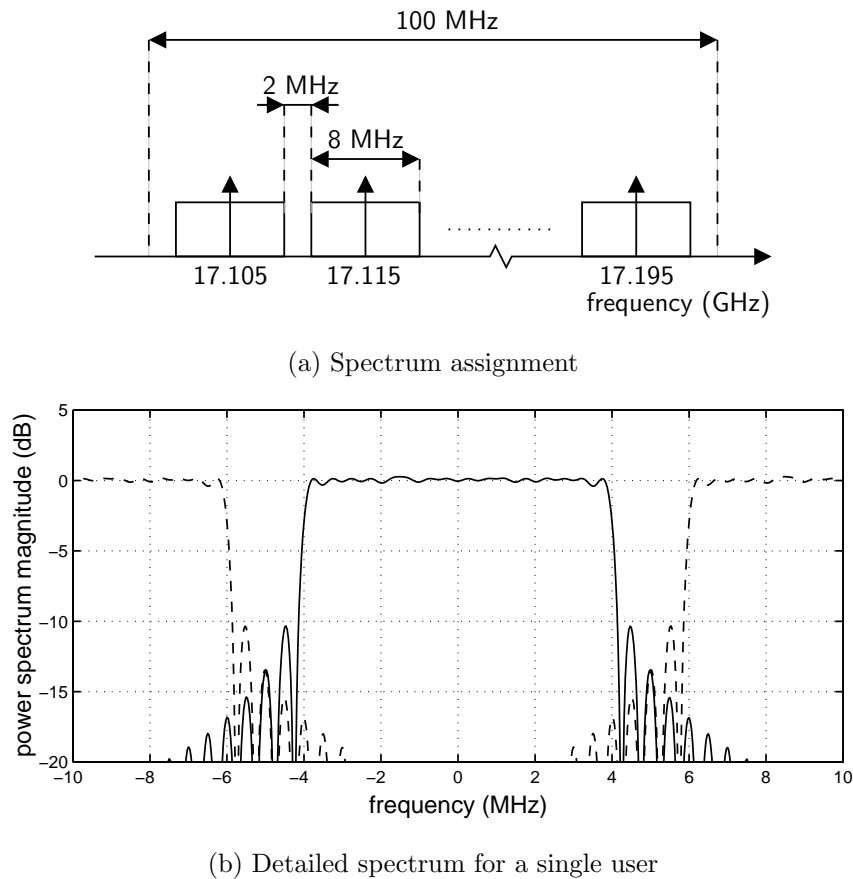 100 MHz
2 MHz
8 MHz
17.105 17.115 17.195
frequency (GHz)
(a) Spectrum assignment
power spectrum magnitude (dB)
5
0
−5
−10
−15
−20
−10 −8 −6 −4 −2 0 2 4 6 8 10
frequency (MHz)
(b) Detailed spectrum for a single user